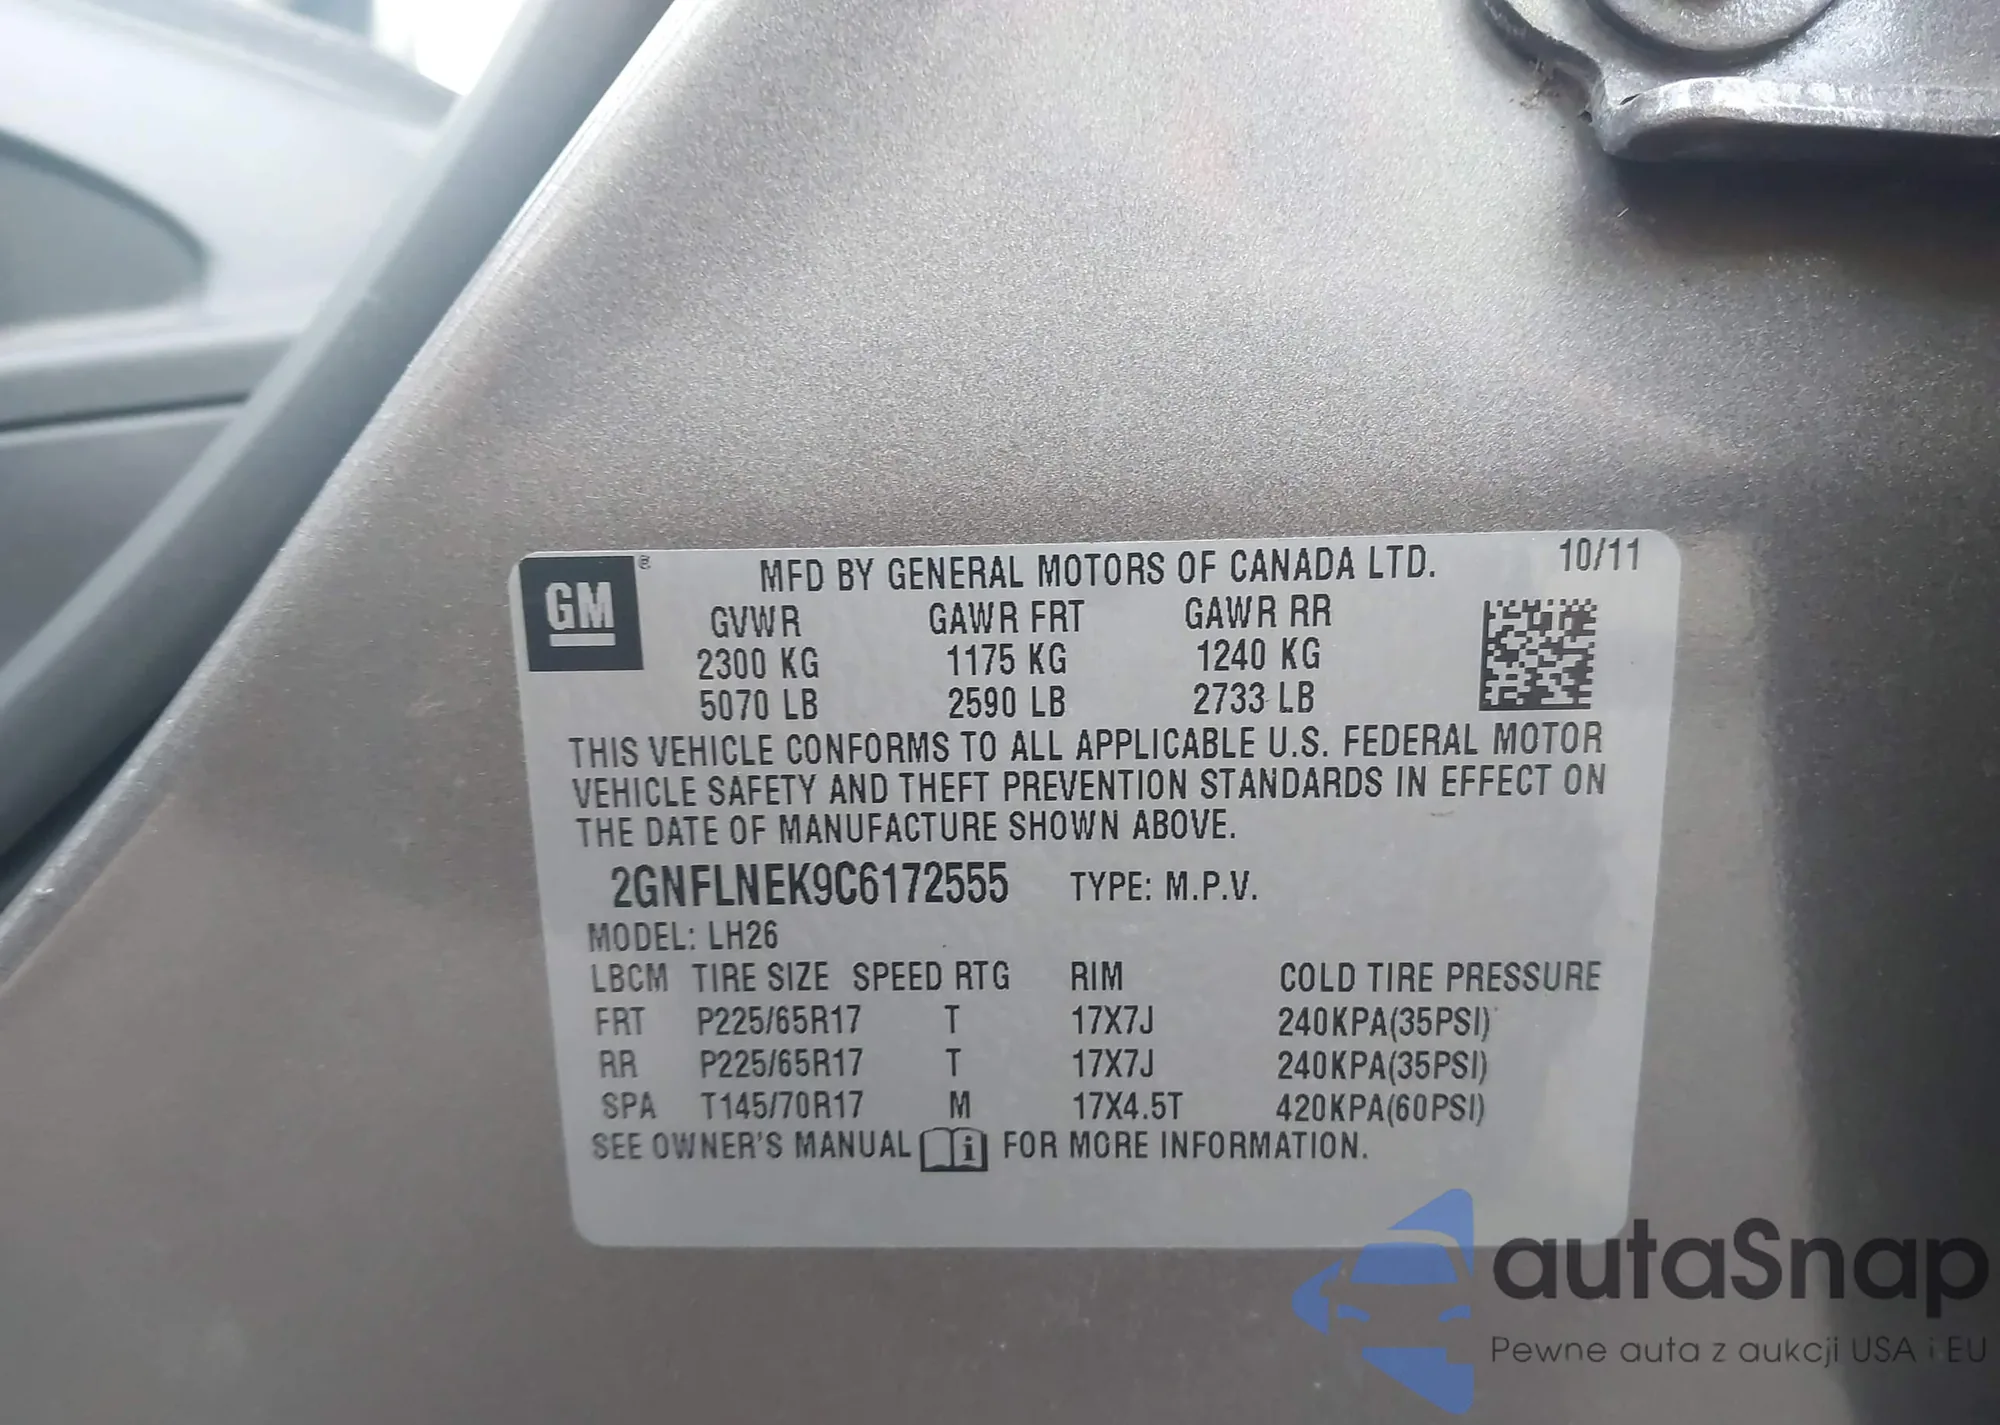 GM®
MFD BY GENERAL MOTORS OF CANADA LTD. 10/11
GVWR GAWR FRT GAWR RR
2300 KG 1175 KG 1240 KG
5070 LB 2590 LB 2733 LB
THIS VEHICLE CONFORMS TO ALL APPLICABLE U.S. FEDERAL MOTOR
VEHICLE SAFETY AND THEFT PREVENTION STANDARDS IN EFFECT ON
THE DATE OF MANUFACTURE SHOWN ABOVE.
2GNFLNEK9C6172555 TYPE: M.P.V.
MODEL: LH26
LBCM TIRE SIZE SPEED RTG RIM COLD TIRE PRESSURE
FRT P225/65R17 T 17X7J 240KPA(35PSI)
RR P225/65R17 T 17X7J 240KPA(35PSI)
SPA T145/70R17 M 17X4.5T 420KPA(60PSI)
SEE OWNER'S MANUAL FOR MORE INFORMATION.
autaSnap
Pewne auta z aukcji USA i EU